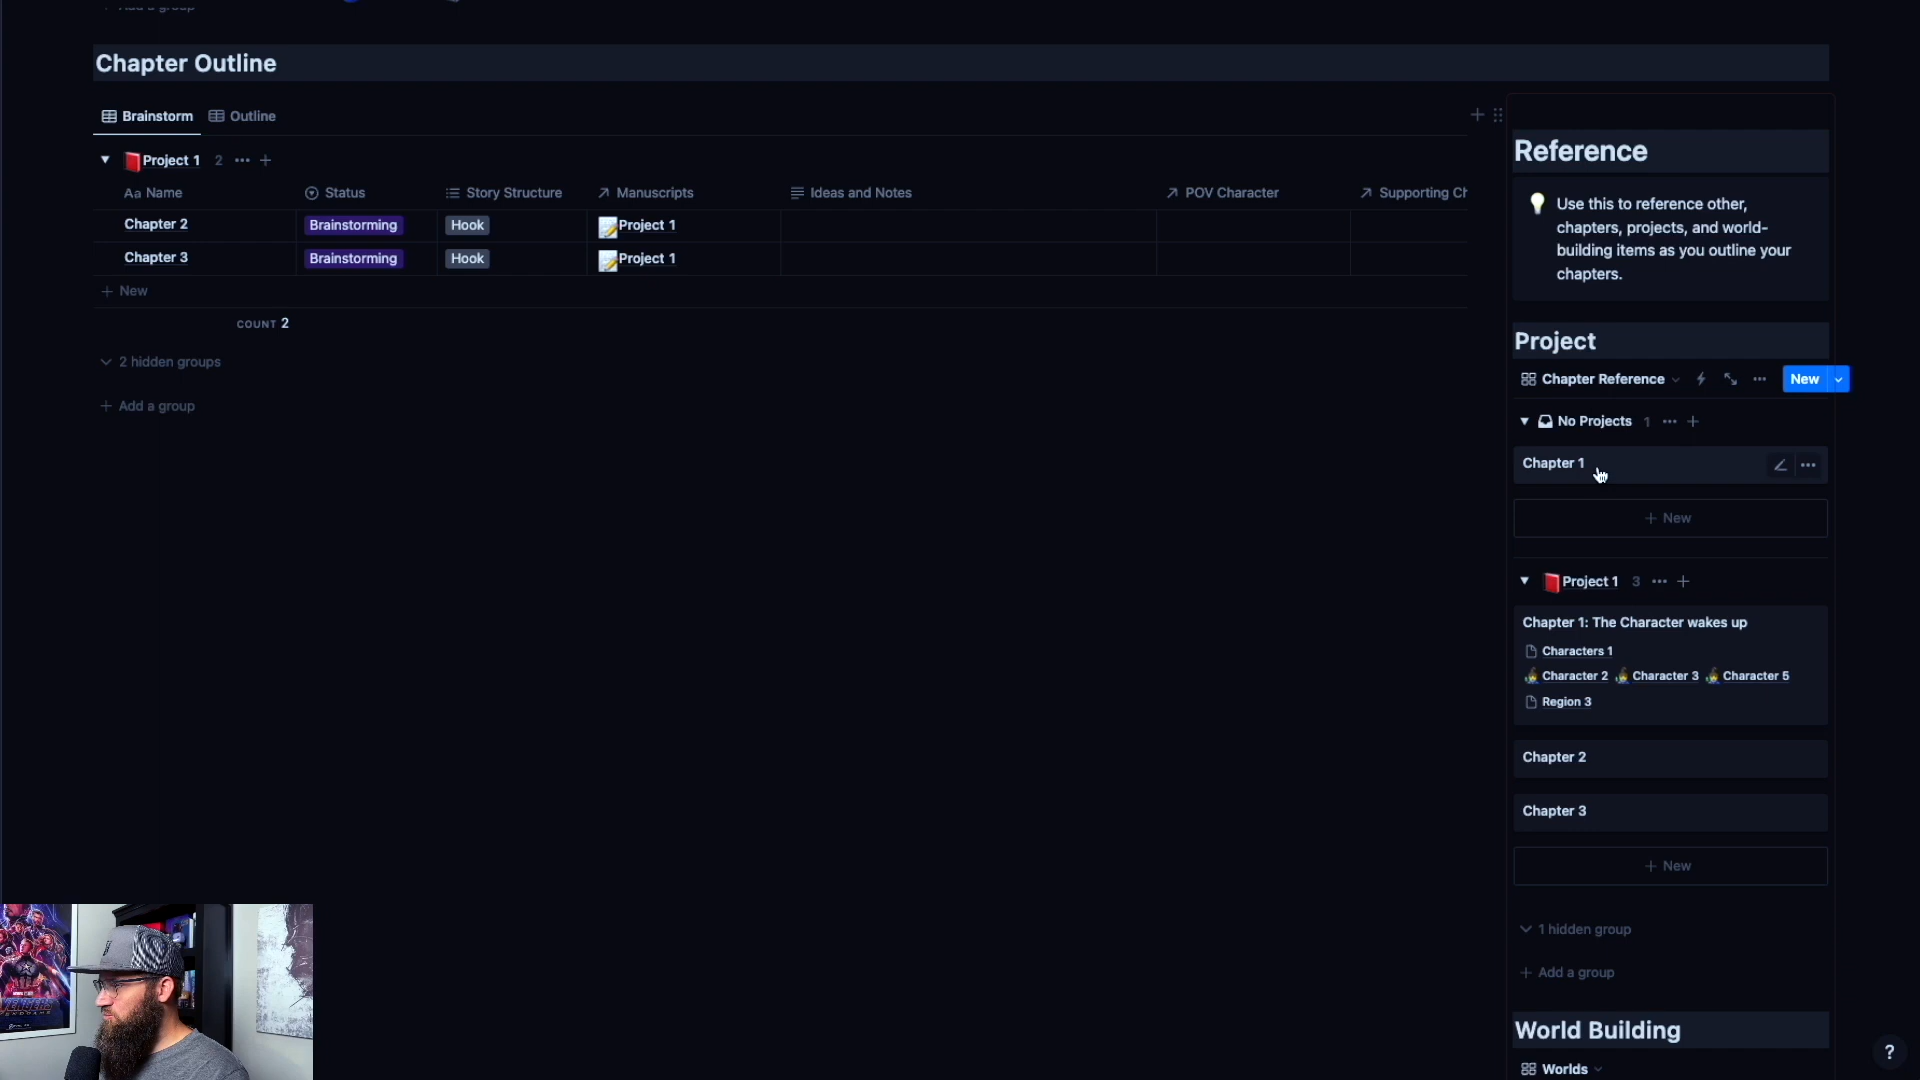 Chapter Outline
Brainstorm Outline
Project 1 2
Aa Name Status Story Structure Manuscripts Ideas and Notes POV Character Supporting Ch
Chapter 2 Brainstorming Hook Project 1
Chapter 3 Brainstorming Hook Project 1
+ New
COUNT 2
2 hidden groups
+ Add a group
Reference
Use this to reference other,
chapters, projects, and world-
building items as you outline your
chapters.
Project
Chapter Reference New
No Projects 1
Chapter 1
+ New
Project 1 3
Chapter 1: The Character wakes up
Characters 1
Character 2 Character 3 Character 5
Region 3
Chapter 2
Chapter 3
+ New
1 hidden group
+ Add a group
World Building
Worlds
?
AVENGERS
ENDGAME